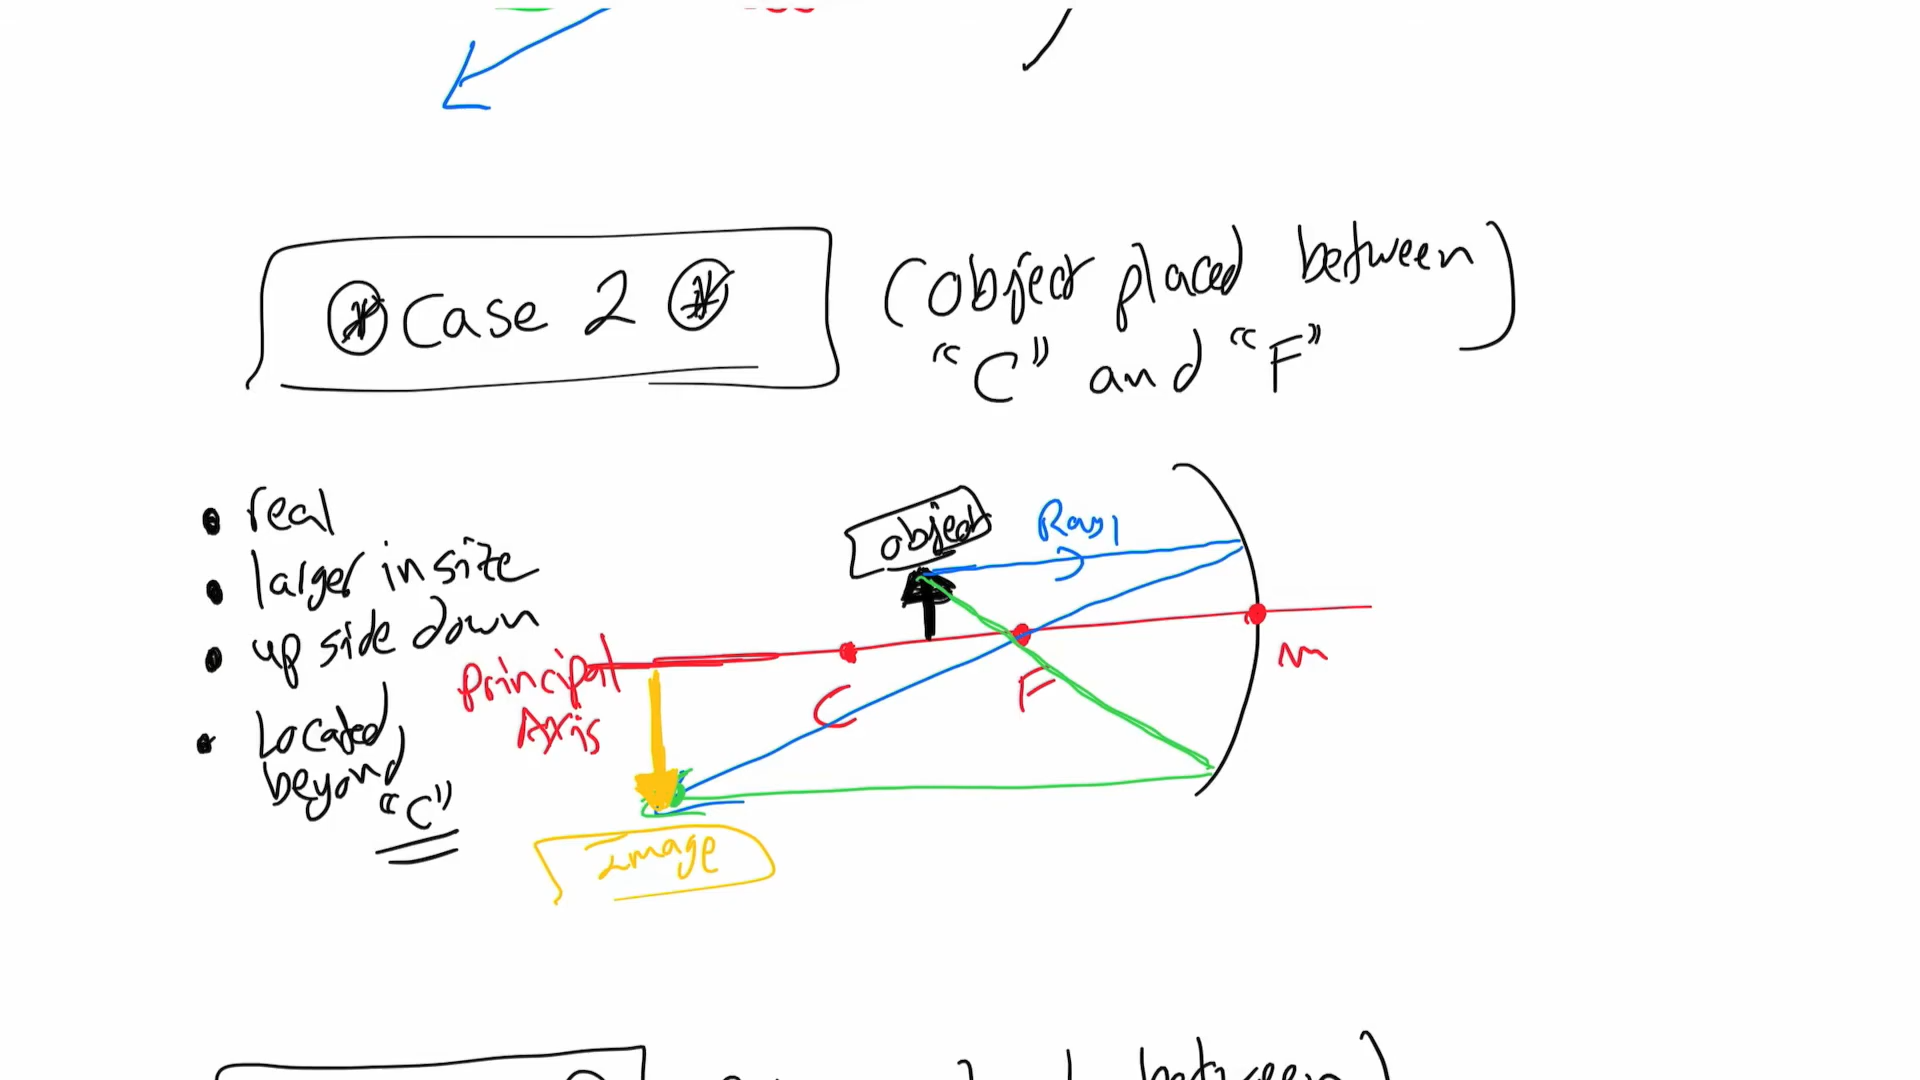 * Case 2 *
(object placed between)
"C" and "F"
• real
• larger in size
• up side down
• Located
beyond
"C"
object
Ray 1
Principal
Axis
C
F
M
Image
between)